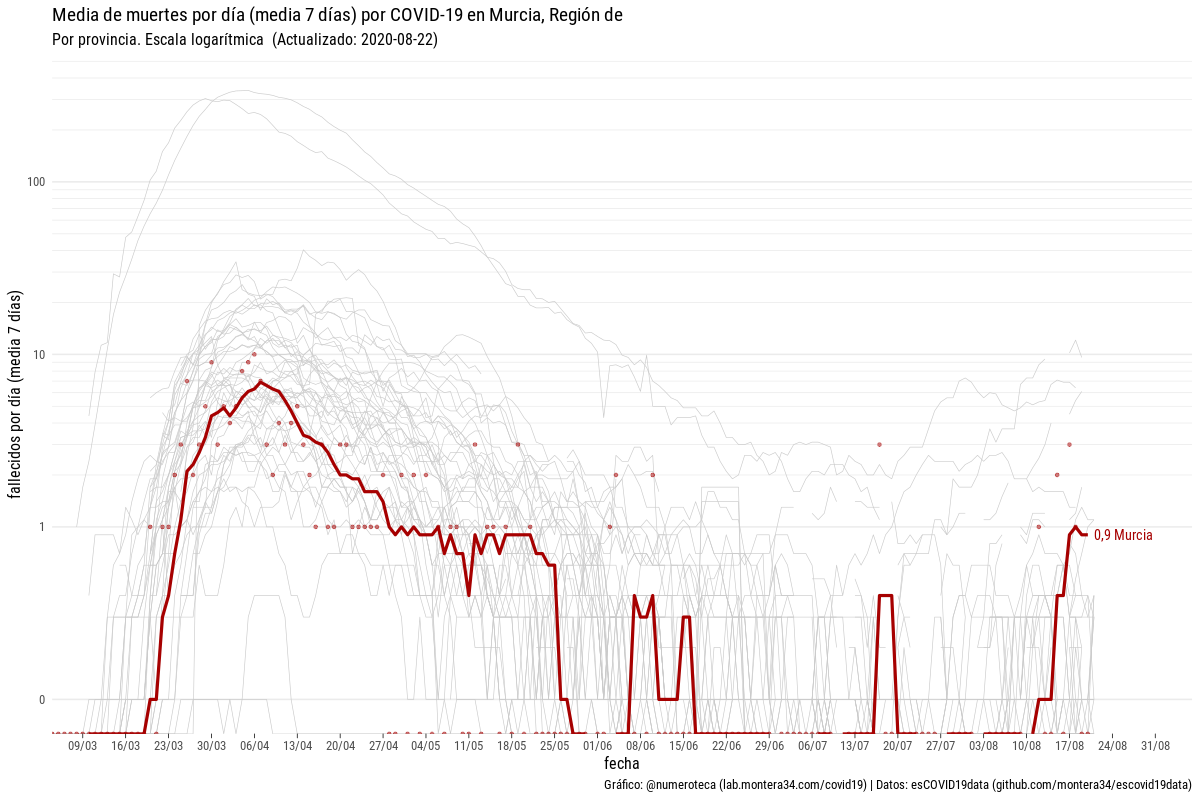 Media de muertes por día (media 7 días) por COVID-19 en Murcia, Región de
Por provincia. Escala logarítmica (Actualizado: 2020-08-22)
fallecidos por día (media 7 días)
100
10
1
0
0,9 Murcia
09/03 16/03 23/03 30/03 06/04 13/04 20/04 27/04 04/05 11/05 18/05 25/05 01/06 08/06 15/06 22/06 29/06 06/07 13/07 20/07 27/07 03/08 10/08 17/08 24/08 31/08
fecha
Gráfico: @numeroteca (lab.montera34.com/covid19) | Datos: esCOVID19data (github.com/montera34/escovid19data)